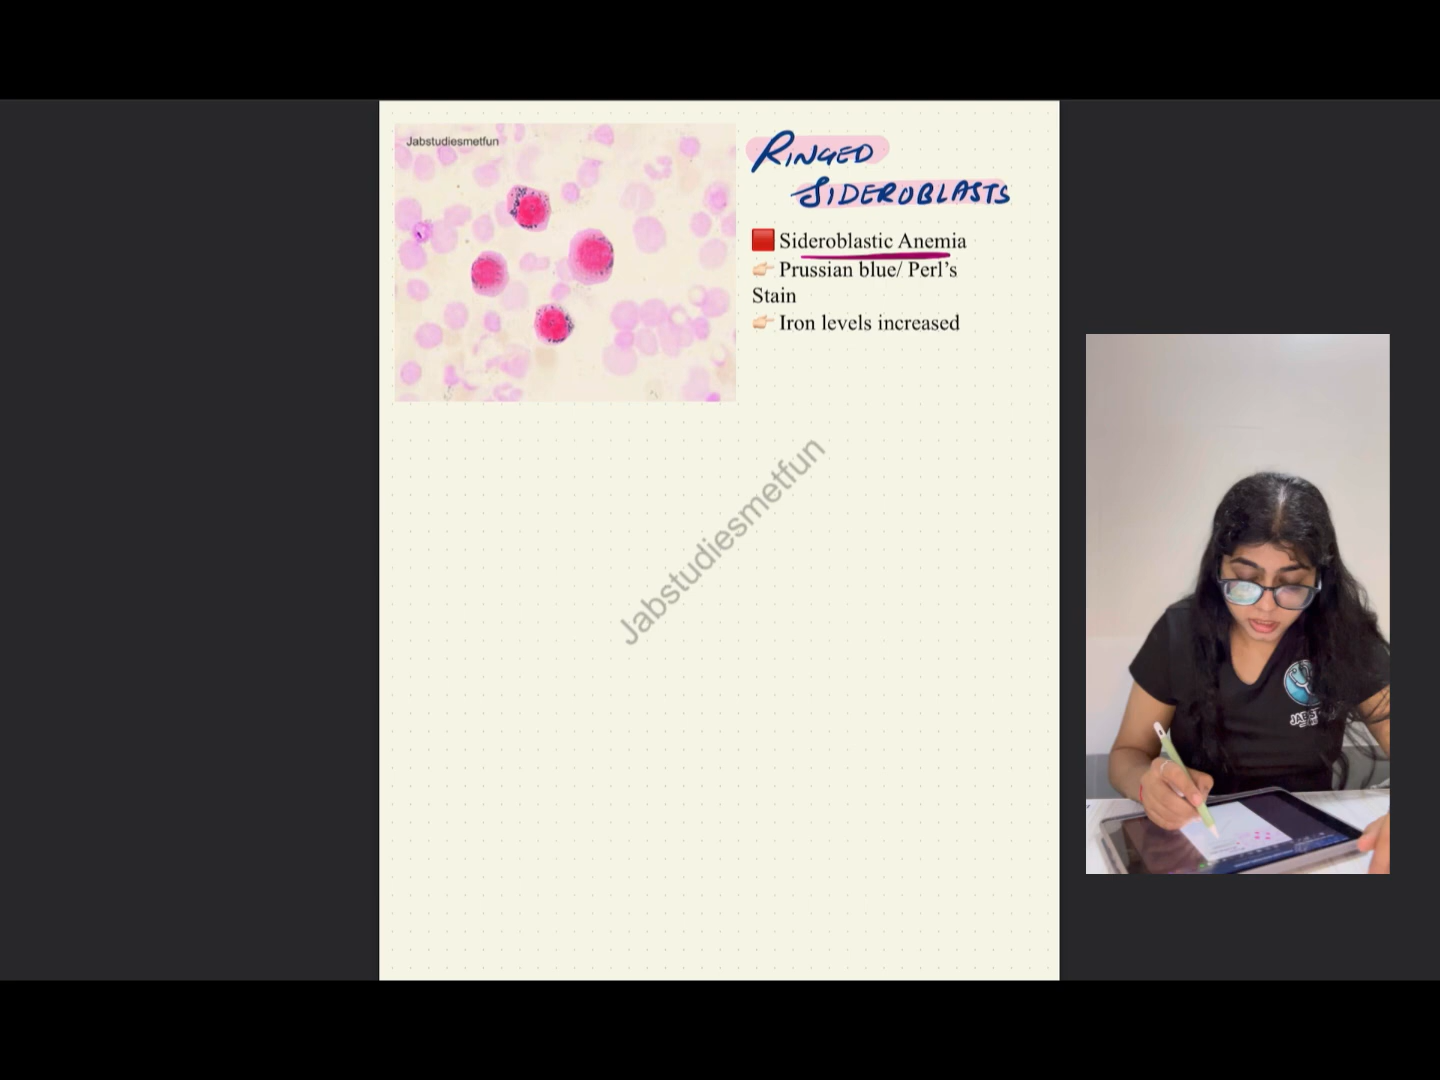 Jabstudiesmetfun
RINGED
SIDEROBLASTS
Sideroblastic Anemia
Prussian blue/ Perl’s
Stain
Iron levels increased
Jabstudiesmetfun